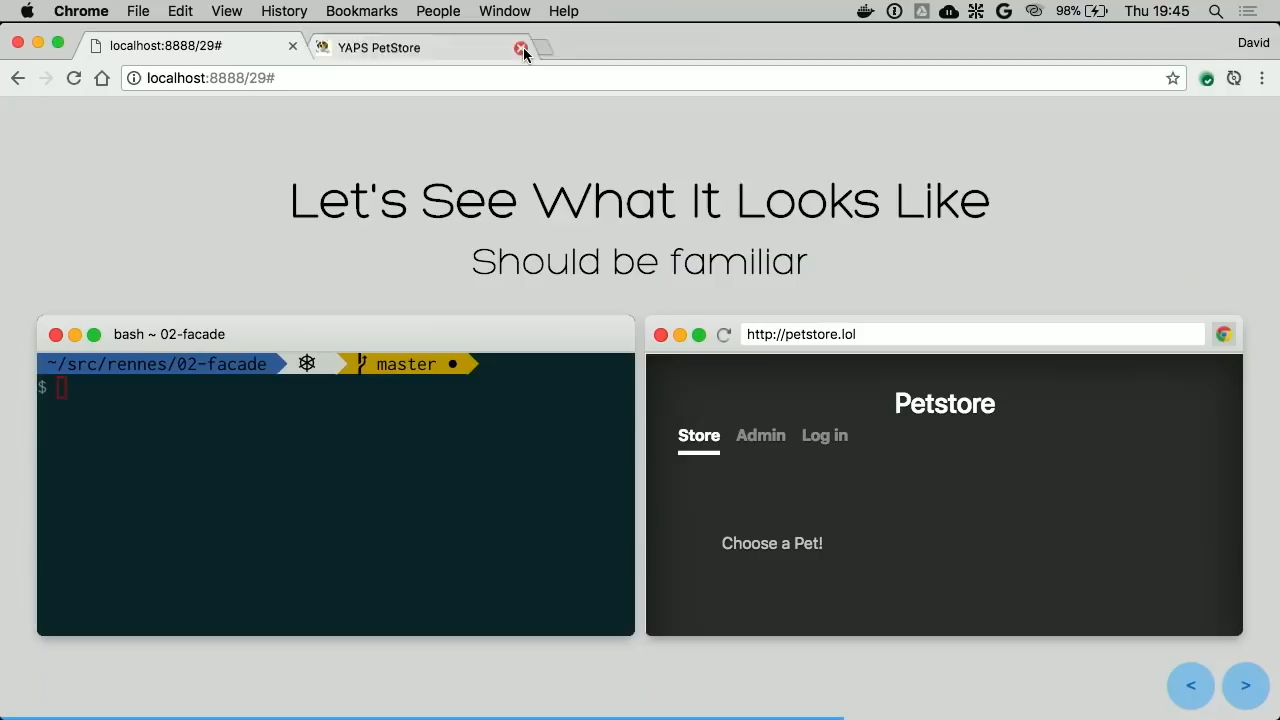 Chrome File Edit View History Bookmarks People Window Help 98% Thu 19:45
localhost:8888/29# YAPS PetStore David
localhost:8888/29#
Let's See What It Looks Like
Should be familiar
bash ~ 02-facade
~/src/rennes/02-facade master
$
http://petstore.lol
Petstore
Store Admin Log in
Choose a Pet!
< >